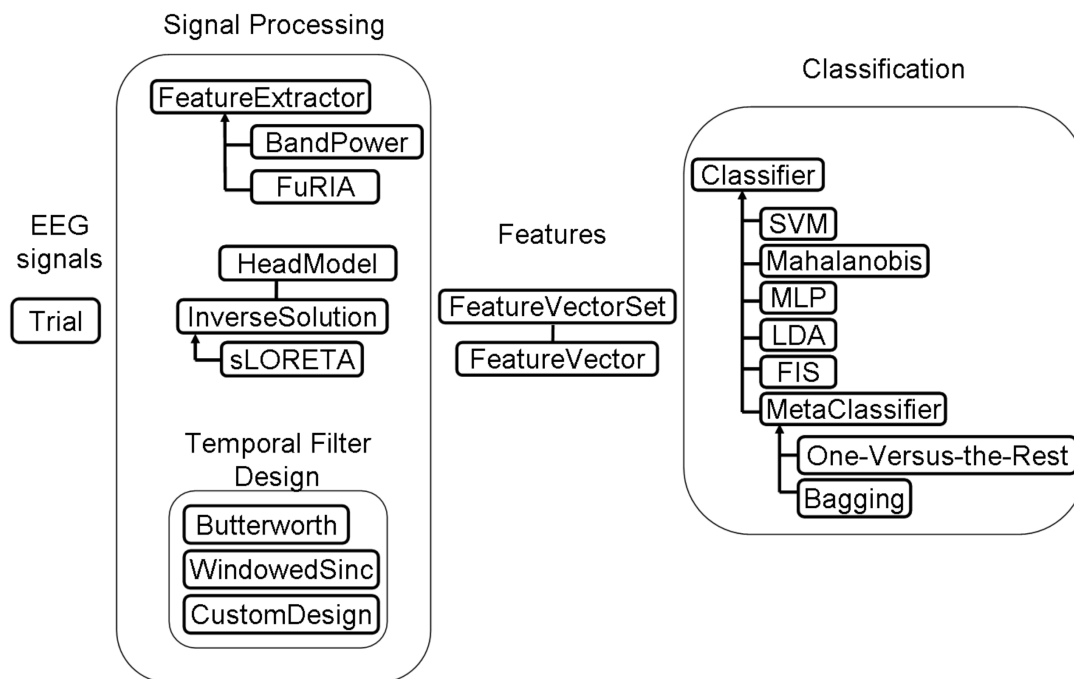 EEG
signals
Trial
Signal Processing
FeatureExtractor
BandPower
FuRIA
HeadModel
InverseSolution
sLORETA
Temporal Filter
Design
Butterworth
WindowedSinc
CustomDesign
Features
FeatureVectorSet
FeatureVector
Classification
Classifier
SVM
Mahalanobis
MLP
LDA
FIS
MetaClassifier
One-Versus-the-Rest
Bagging